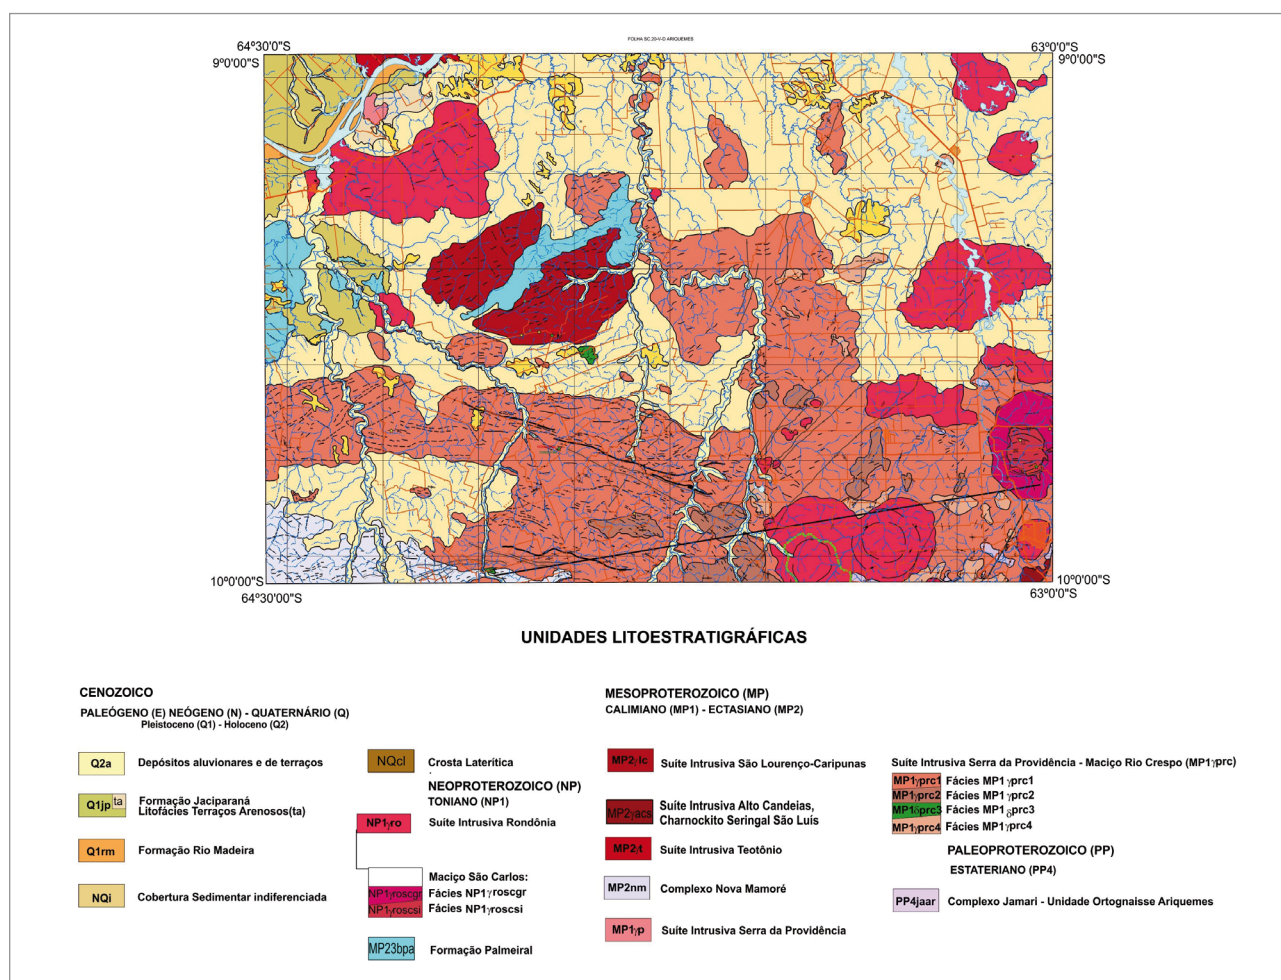 FOLHA SC.20-V-D ARIQUEMES
64º30'00"S
63º0'0"S
9º0'00"S
9º0'00"S
10º0'00"S
10º0'00"S
64º30'00"S
63º0'0"S
UNIDADES LITOESTRATIGRÁFICAS
CENOZOICO
PALEÓGENO (E) NEÓGENO (N) - QUATERNÁRIO (Q)
Pleistoceno (Q1) - Holoceno (Q2)
Q2a Depósitos aluvionares e de terraços
Q1jp ta Formação Jaciparaná
Litofácies Terraços Arenosos(ta)
Q1rm Formação Rio Madeira
NQi Cobertura Sedimentar indiferenciada
NQcl Crosta Laterítica
NEOPROTEROZOICO (NP)
TONIANO (NP1)
NP1γro Suíte Intrusiva Rondônia
Maciço São Carlos:
NP1γroscgr Fácies NP1γroscgr
NP1γroscsi Fácies NP1γroscsi
MP23bpa Formação Palmeiral
MESOPROTEROZOICO (MP)
CALIMIANO (MP1) - ECTASIANO (MP2)
MP2γlc Suíte Intrusiva São Lourenço-Caripunas
MP2γacs Suíte Intrusiva Alto Candeias,
Charnockito Seringal São Luís
MP2γt Suíte Intrusiva Teotônio
MP2nm Complexo Nova Mamoré
MP1γp Suíte Intrusiva Serra da Providência
Suíte Intrusiva Serra da Providência - Maciço Rio Crespo (MP1γprc)
MP1γprc1 Fácies MP1γprc1
MP1γprc2 Fácies MP1γprc2
MP1δprc3 Fácies MP1δprc3
MP1γprc4 Fácies MP1γprc4
PALEOPROTEROZOICO (PP)
ESTATERIANO (PP4)
PP4jaar Complexo Jamari - Unidade Ortognaisse Ariquemes